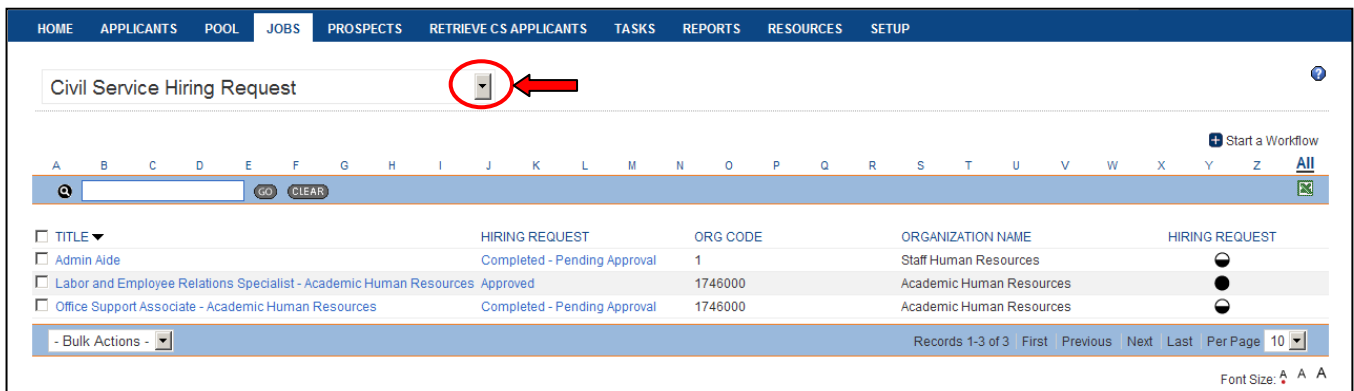 HOME APPLICANTS POOL JOBS PROSPECTS RETRIEVE CS APPLICANTS TASKS REPORTS RESOURCES SETUP
Civil Service Hiring Request ?
+ Start a Workflow
A B C D E F G H I J K L M N O P Q R S T U V W X Y Z All
GO CLEAR
TITLE HIRING REQUEST ORG CODE ORGANIZATION NAME HIRING REQUEST
Admin Aide Completed - Pending Approval 1 Staff Human Resources
Labor and Employee Relations Specialist - Academic Human Resources Approved 1746000 Academic Human Resources
Office Support Associate - Academic Human Resources Completed - Pending Approval 1746000 Academic Human Resources
- Bulk Actions - Records 1-3 of 3 | First | Previous | Next | Last | Per Page 10
Font Size: A A A